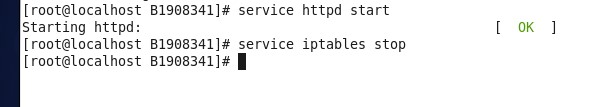 [root@localhost B1908341]# service httpd start
Starting httpd:                                            [  OK  ]
[root@localhost B1908341]# service iptables stop
[root@localhost B1908341]#